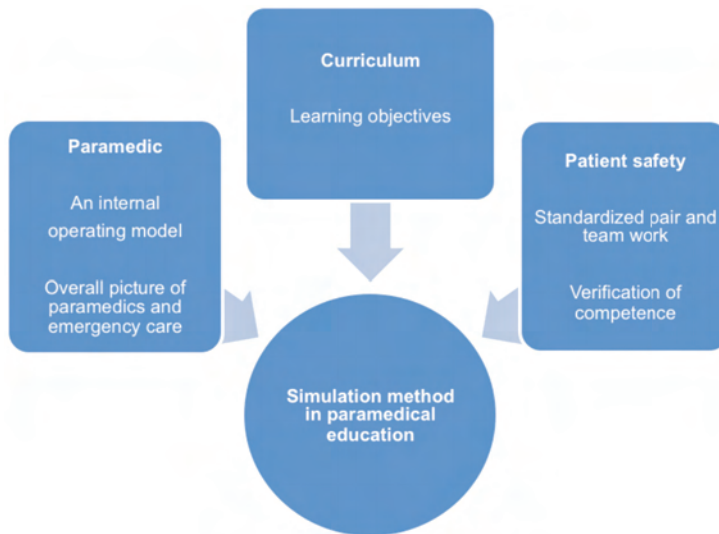 Curriculum
Learning objectives
Paramedic
An internal
operating model
Overall picture of
paramedics and
emergency care
Patient safety
Standardized pair and
team work
Verification of
competence
Simulation method
in paramedical
education